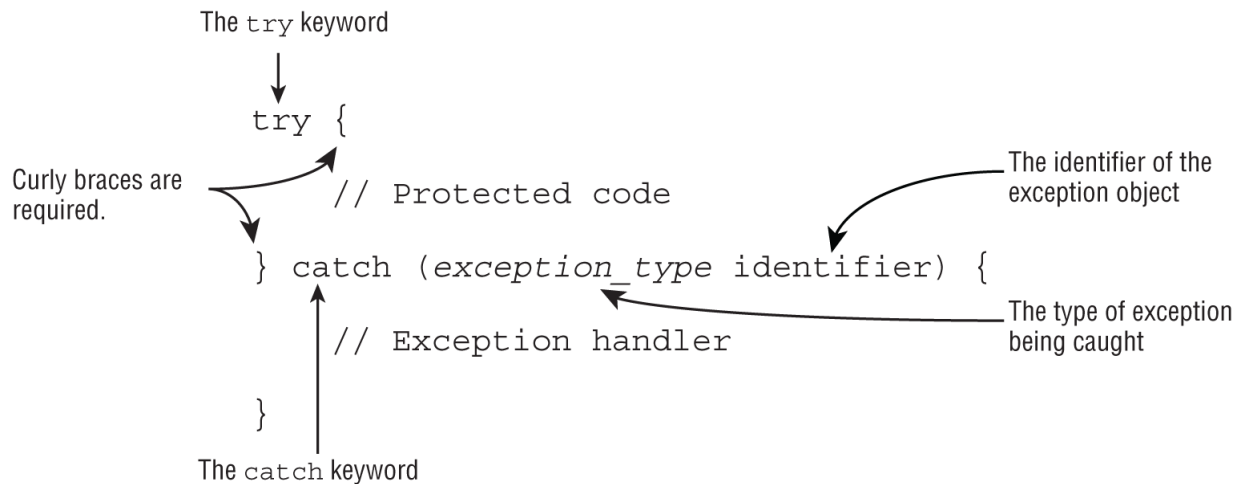 The try keyword
try {
Curly braces are
required.
// Protected code
The identifier of the
exception object
} catch (exception_type identifier) {
// Exception handler
The type of exception
being caught
}
The catch keyword